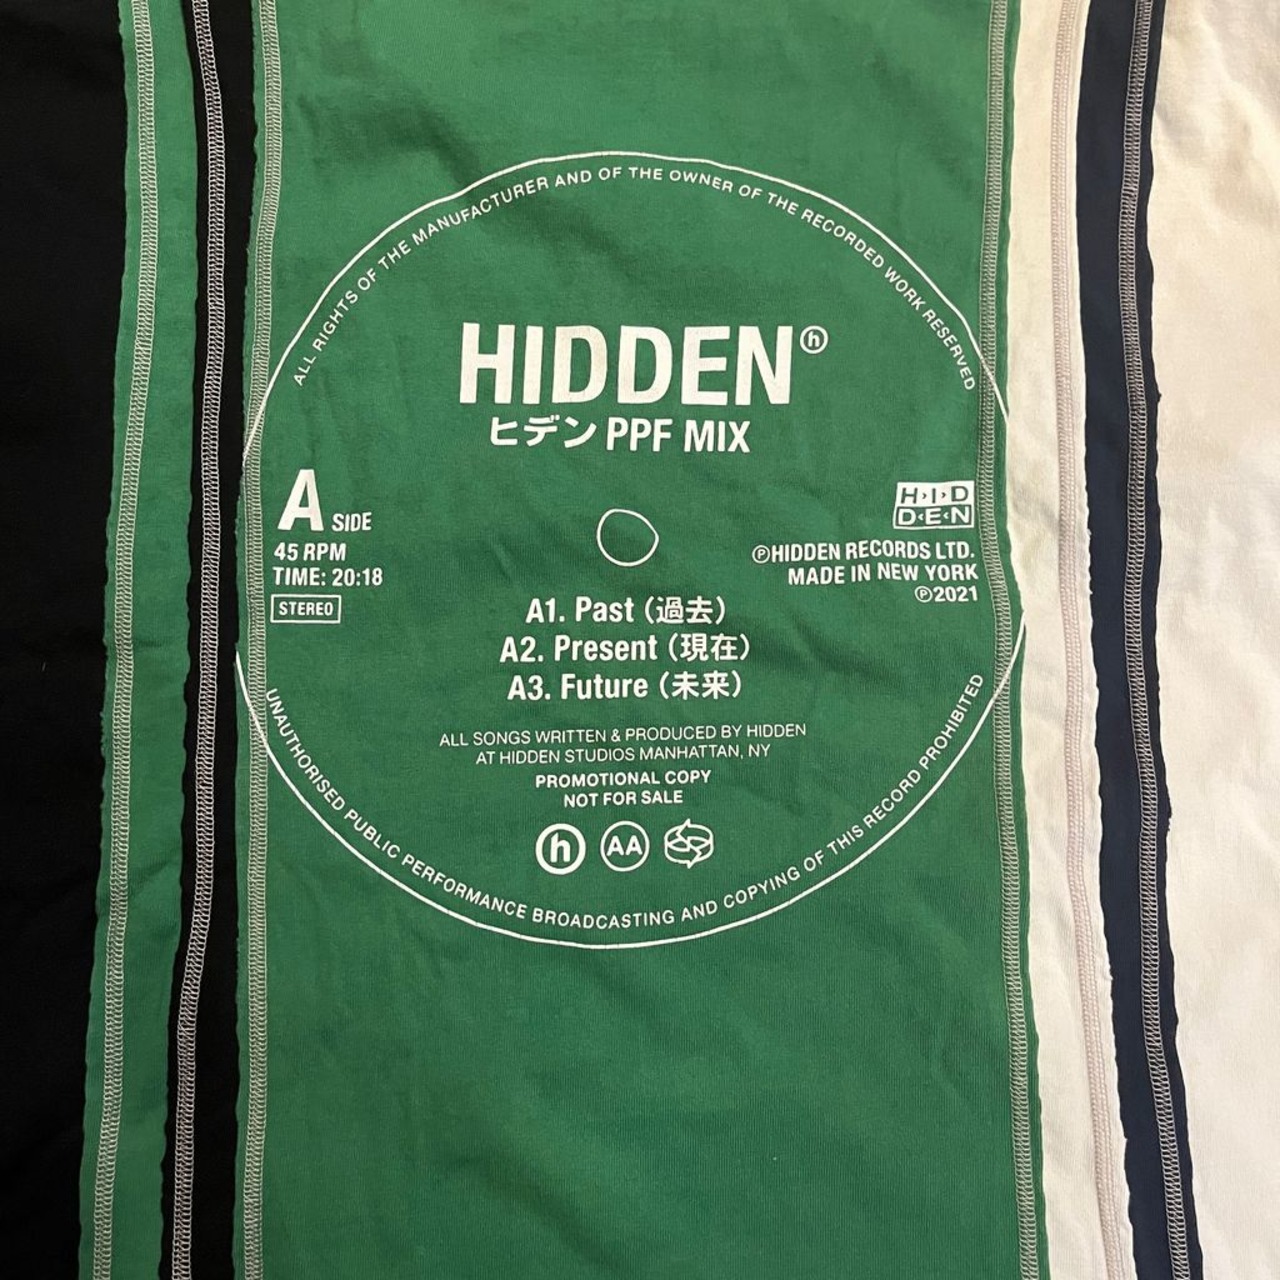 ALL RIGHTS OF THE MANUFACTURER AND OF THE OWNER OF THE RECORDED WORK RESERVED
HIDDEN ⓗ
ヒデン PPF MIX
A SIDE
45 RPM
TIME: 20:18
STEREO
H›I›D
D‹E‹N
ⓅHIDDEN RECORDS LTD.
MADE IN NEW YORK
Ⓟ2021
A1. Past (過去)
A2. Present (現在)
A3. Future (未来)
ALL SONGS WRITTEN & PRODUCED BY HIDDEN
AT HIDDEN STUDIOS MANHATTAN, NY
PROMOTIONAL COPY
NOT FOR SALE
ⓗ AA
UNAUTHORISED PUBLIC PERFORMANCE BROADCASTING AND COPYING OF THIS RECORD PROHIBITED